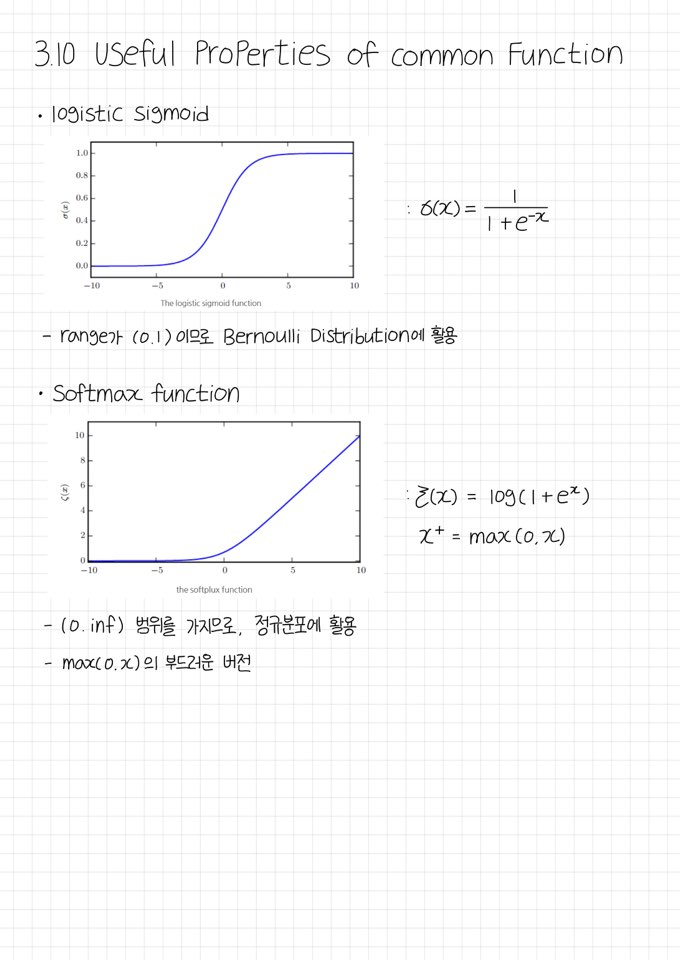 3.10 Useful Properties of common Function
• logistic Sigmoid
1.0
0.8
0.6
0.4
0.2
0.0
σ(x)
−10 −5 0 5 10
The logistic sigmoid function
: σ(x) = 1 / (1 + e^-x)
- range가 (0.1)이므로 Bernoulli Distribution에 활용
• Softmax function
10
8
6
4
2
0
ζ(x)
−10 −5 0 5 10
the softplux function
: ξ(x) = log(1+e^x)
x^+ = max(0,x)
- (0.inf) 범위를 가지므로, 정규분포에 활용
- max(0,x)의 부드러운 버전